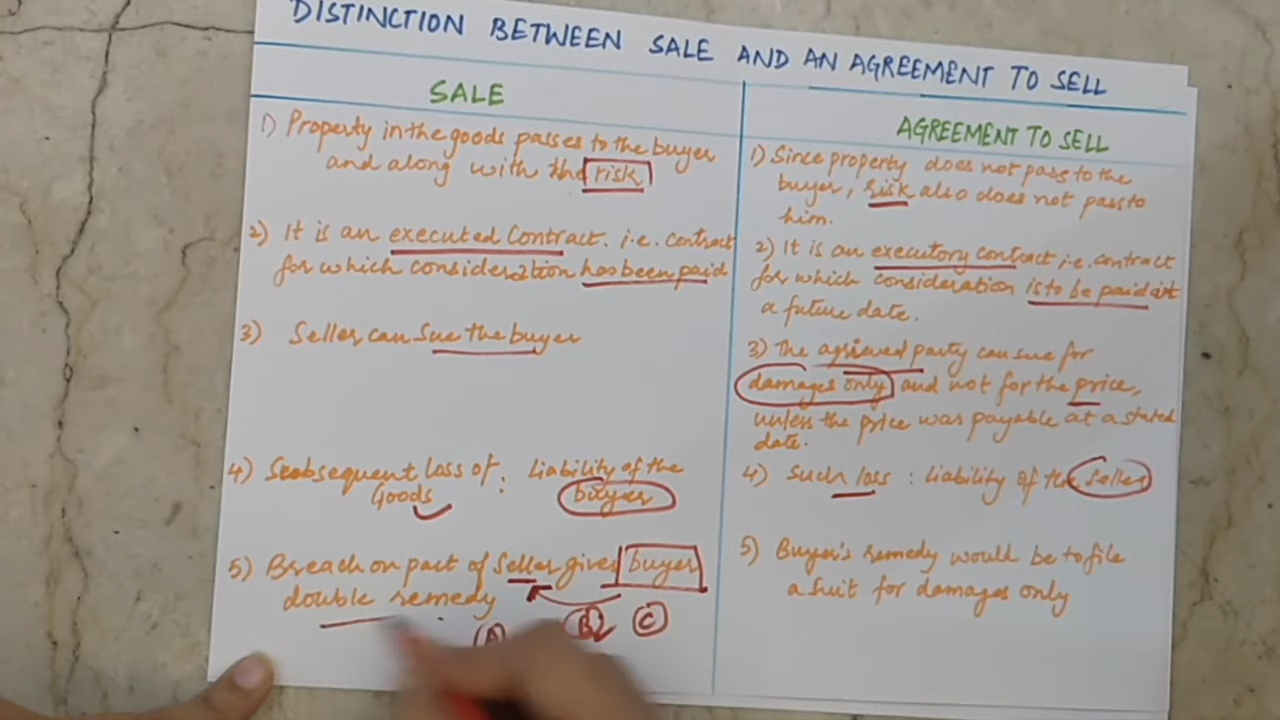 DISTINCTION BETWEEN SALE AND AN AGREEMENT TO SELL
SALE
1) Property in the goods passes to the buyer
and along with the risk
2) It is an executed Contract. i.e. contract
for which consideration has been paid
3) Seller can Sue the buyer
4) Subsequent loss of : Liability of the
Goods buyer
5) Breach on part of Seller gives buyer
double remedy
A B C
AGREEMENT TO SELL
1) Since property does not pass to the
buyer, risk also does not pass to
him.
2) It is an executory contract i.e. contract
for which consideration is to be paid at
a future date.
3) The agrieved party can sue for
damages only and not for the price,
unless the price was payable at a stated
date.
4) Such loss : Liability of the Seller
5) Buyer's remedy would be to file
a suit for damages only